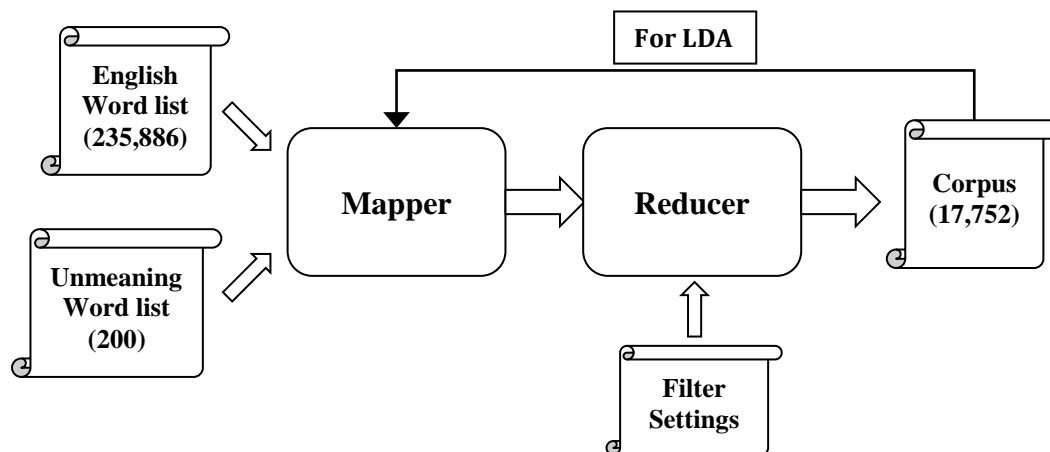 For LDA
English
Word list
(235,886)
Mapper
Reducer
Corpus
(17,752)
Unmeaning
Word list
(200)
Filter
Settings